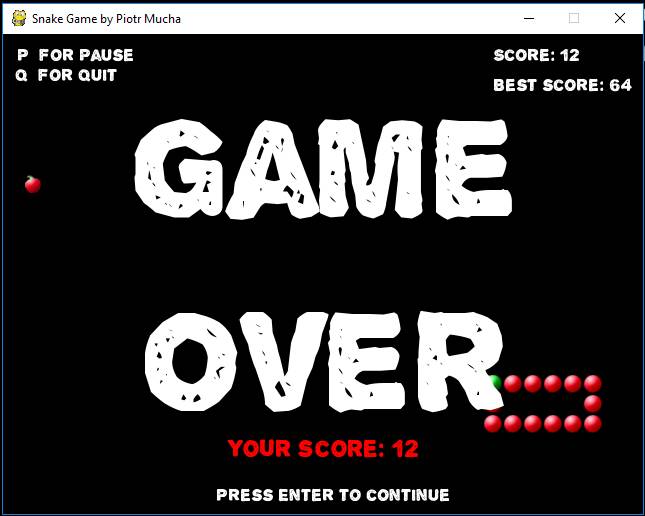 Snake Game by Piotr Mucha
P FOR PAUSE
Q FOR QUIT
SCORE: 12
BEST SCORE: 64
GAME
OVER
YOUR SCORE: 12
PRESS ENTER TO CONTINUE